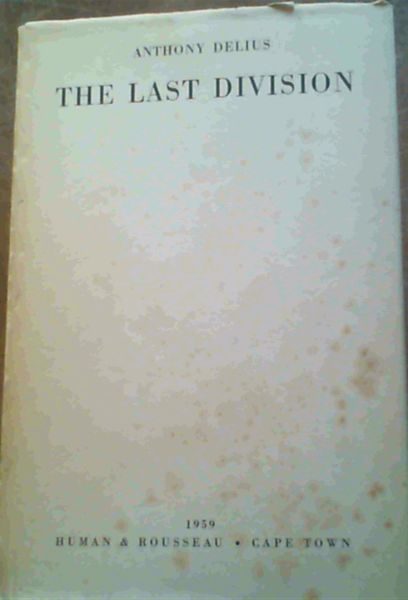 ANTHONY DELIUS
THE LAST DIVISION
1959
HUMAN & ROUSSEAU • CAPE TOWN